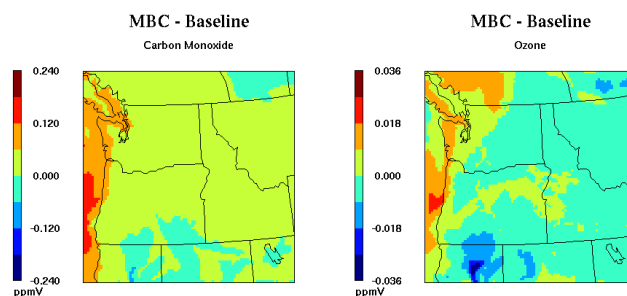 MBC - Baseline
Carbon Monoxide
0.240
0.120
0.000
-0.120
-0.240
ppmV
MBC - Baseline
Ozone
0.036
0.018
0.000
-0.018
-0.036
ppmV